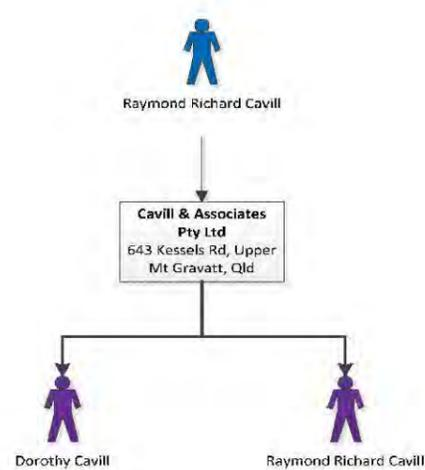 Raymond Richard Cavill
Cavill & Associates
Pty Ltd
643 Kessels Rd, Upper
Mt Gravatt, Qld
Dorothy Cavill
Raymond Richard Cavill